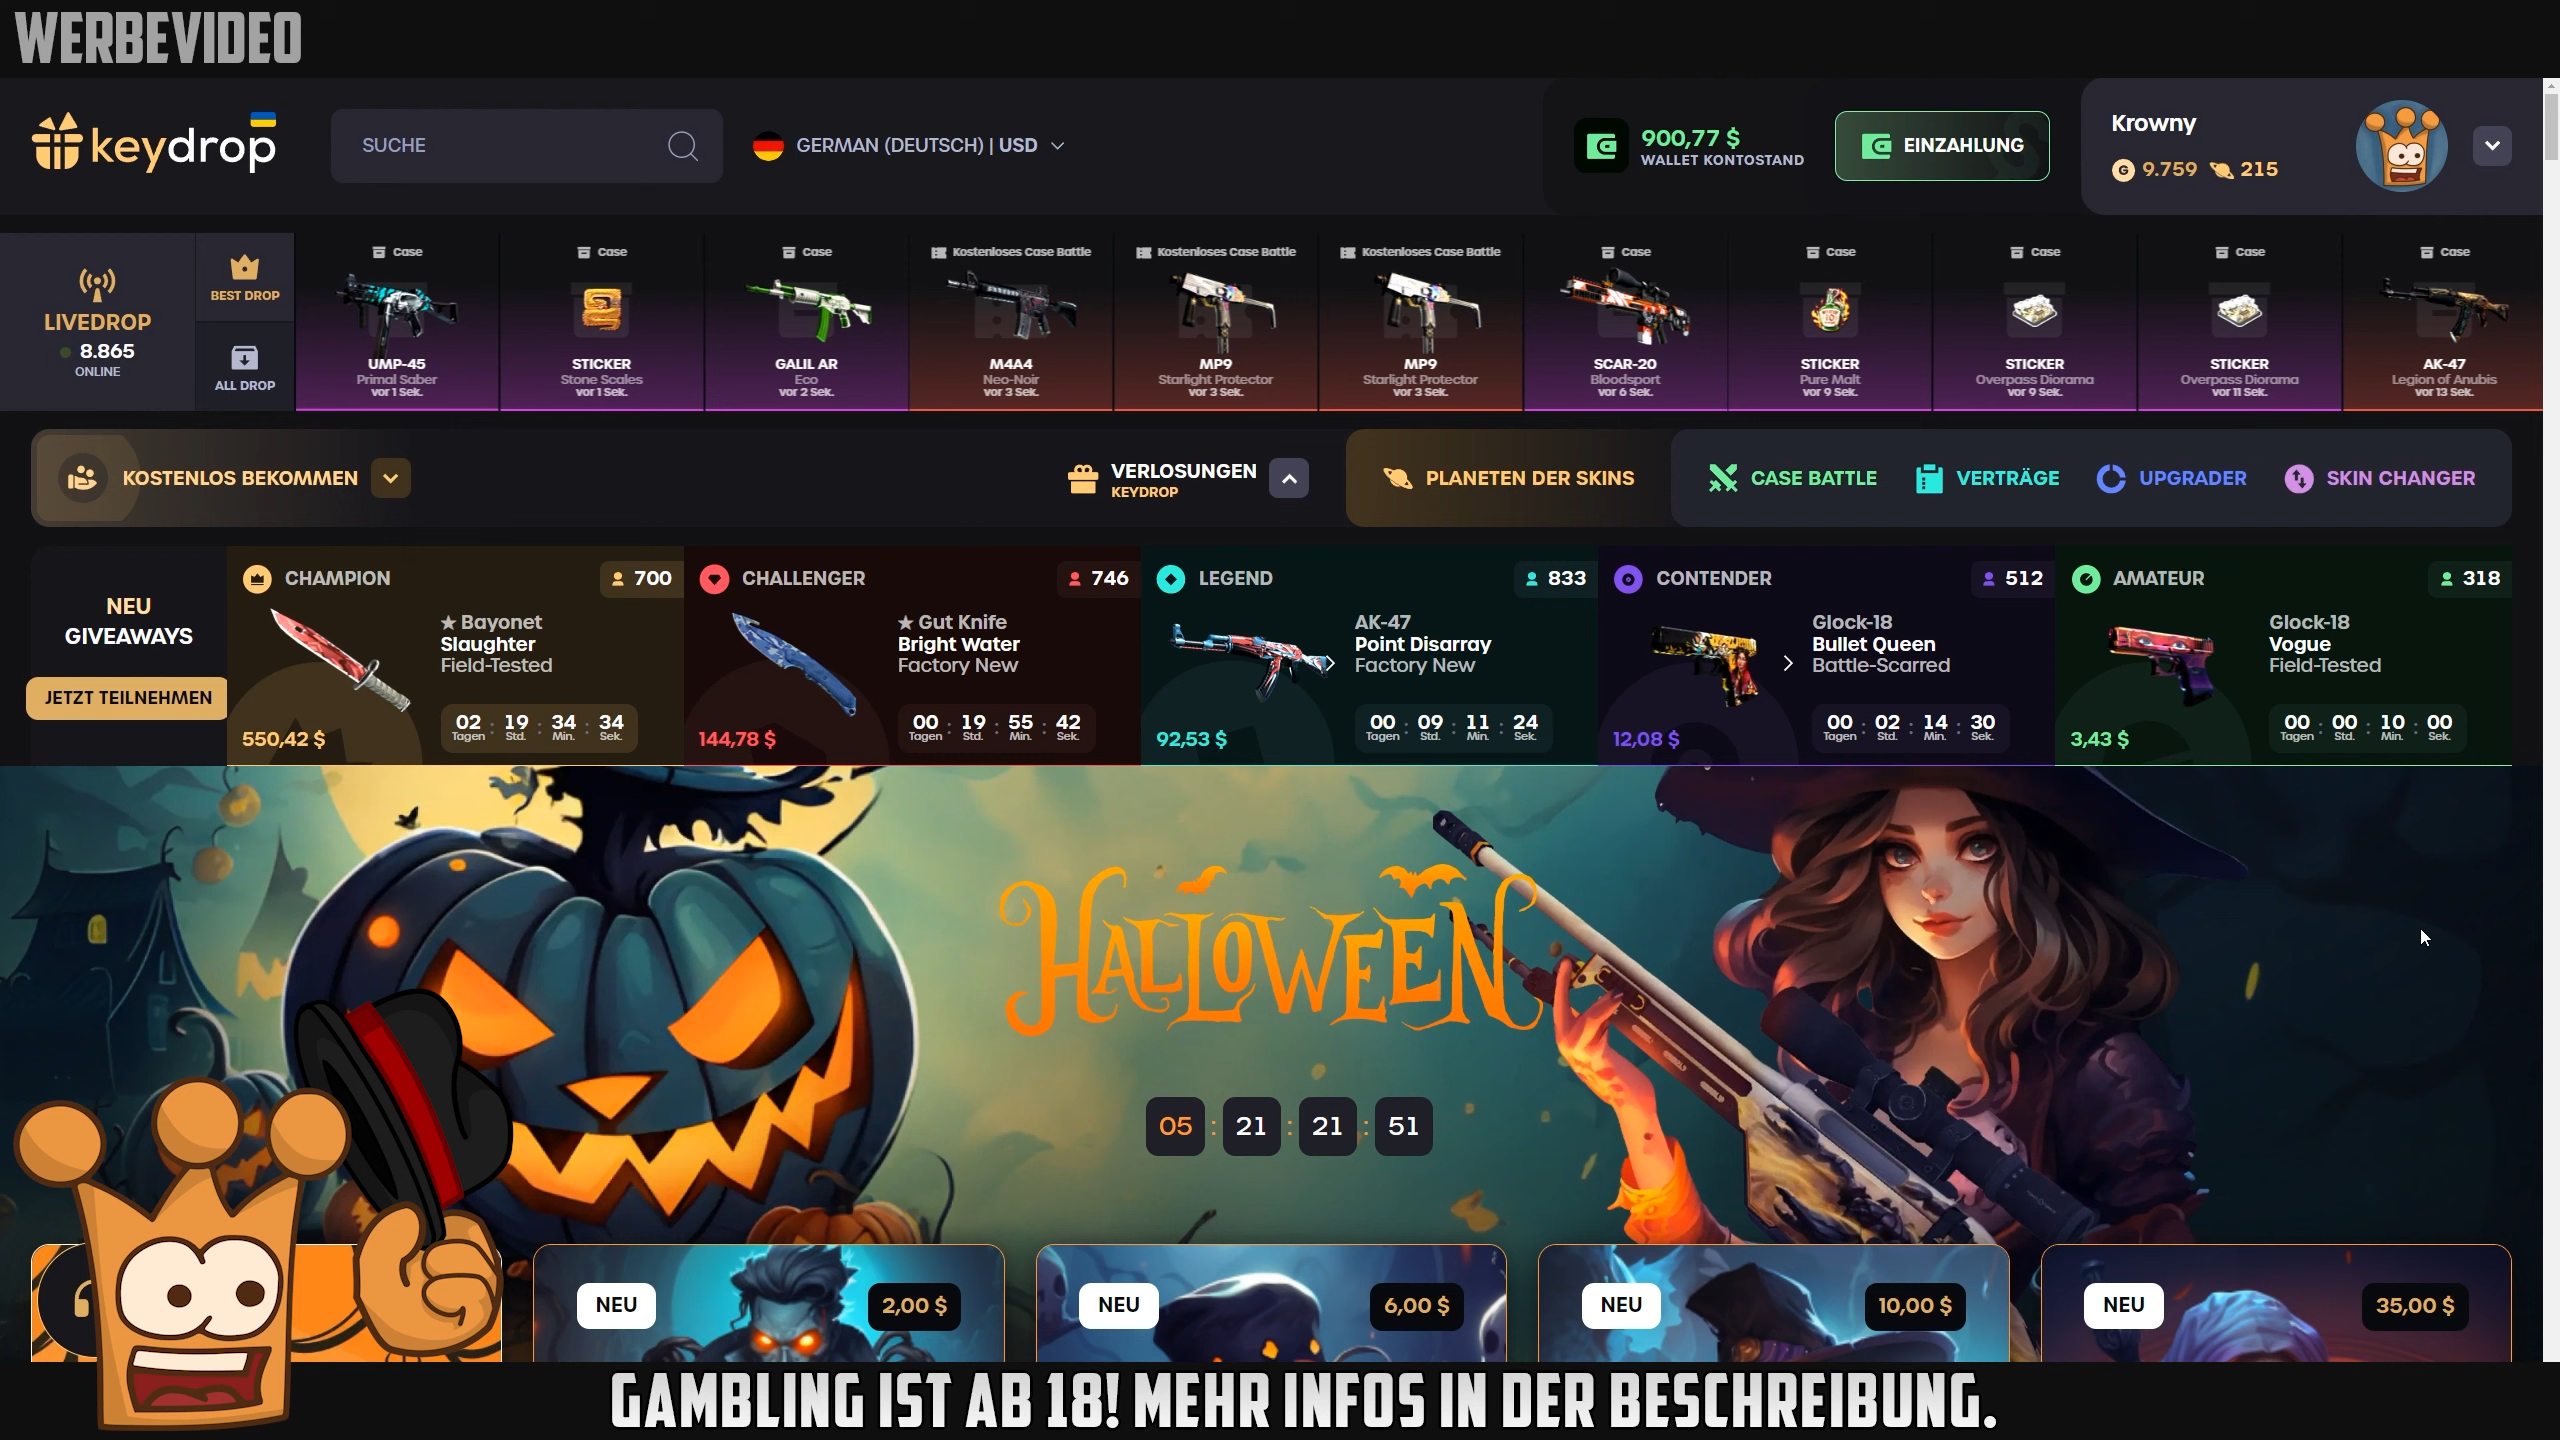 WERBEVIDEO
keydrop
SUCHE
GERMAN (DEUTSCH) | USD
900,77 $
WALLET KONTOSTAND
EINZAHLUNG
Krowny
G 9.759 215
LIVEDROP
8.865
ONLINE
BEST DROP
ALL DROP
Case
UMP-45
Primal Saber
vor 1 Sek.
Case
STICKER
Stone Scales
vor 1 Sek.
Case
GALIL AR
Eco
vor 2 Sek.
Kostenloses Case Battle
M4A4
Neo-Noir
vor 3 Sek.
Kostenloses Case Battle
MP9
Starlight Protector
vor 3 Sek.
Kostenloses Case Battle
MP9
Starlight Protector
vor 3 Sek.
Case
SCAR-20
Bloodsport
vor 6 Sek.
Case
STICKER
Pure Malt
vor 9 Sek.
Case
STICKER
Overpass Diorama
vor 9 Sek.
Case
STICKER
Overpass Diorama
vor 11 Sek.
Case
AK-47
Legion of Anubis
vor 13 Sek.
KOSTENLOS BEKOMMEN
VERLOSUNGEN
KEYDROP
PLANETEN DER SKINS
CASE BATTLE
VERTRÄGE
UPGRADER
SKIN CHANGER
NEU
GIVEAWAYS
JETZT TEILNEHMEN
CHAMPION 700
★ Bayonet
Slaughter
Field-Tested
550,42 $
02 : 19 : 34 : 34
Tagen Std. Min. Sek.
CHALLENGER 746
★ Gut Knife
Bright Water
Factory New
144,78 $
00 : 19 : 55 : 42
Tagen Std. Min. Sek.
LEGEND 833
AK-47
Point Disarray
Factory New
92,53 $
00 : 09 : 11 : 24
Tagen Std. Min. Sek.
CONTENDER 512
Glock-18
Bullet Queen
Battle-Scarred
12,08 $
00 : 02 : 14 : 30
Tagen Std. Min. Sek.
AMATEUR 318
Glock-18
Vogue
Field-Tested
3,43 $
00 : 00 : 10 : 00
Tagen Std. Min. Sek.
HALLOWEEN
05 : 21 : 21 : 51
NEU 2,00 $
NEU 6,00 $
NEU 10,00 $
NEU 35,00 $
GAMBLING IST AB 18! MEHR INFOS IN DER BESCHREIBUNG.